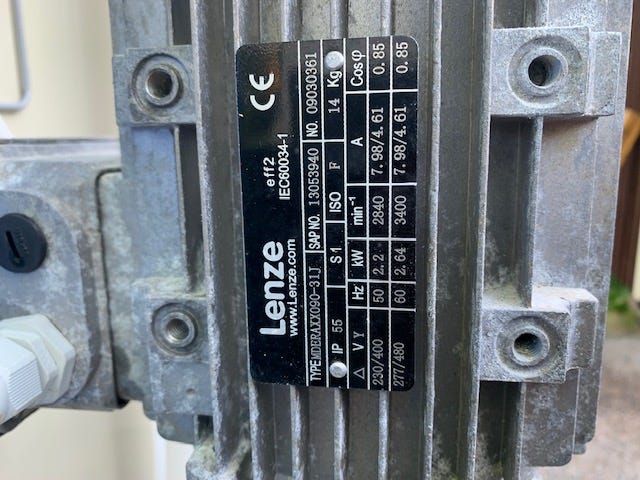 Lenze
www.Lenze.com
eff2
IEC60034-1
CE
TYPE MDERAXX090-31J SAP NO. 13053940 NO. 09030361
IP 55 S1 ISO F 14 Kg
△ V Y Hz kW min⁻¹ A Cosφ
230/400 50 2.2 2840 7.98/4.61 0.85
277/480 60 2.64 3400 7.98/4.61 0.85